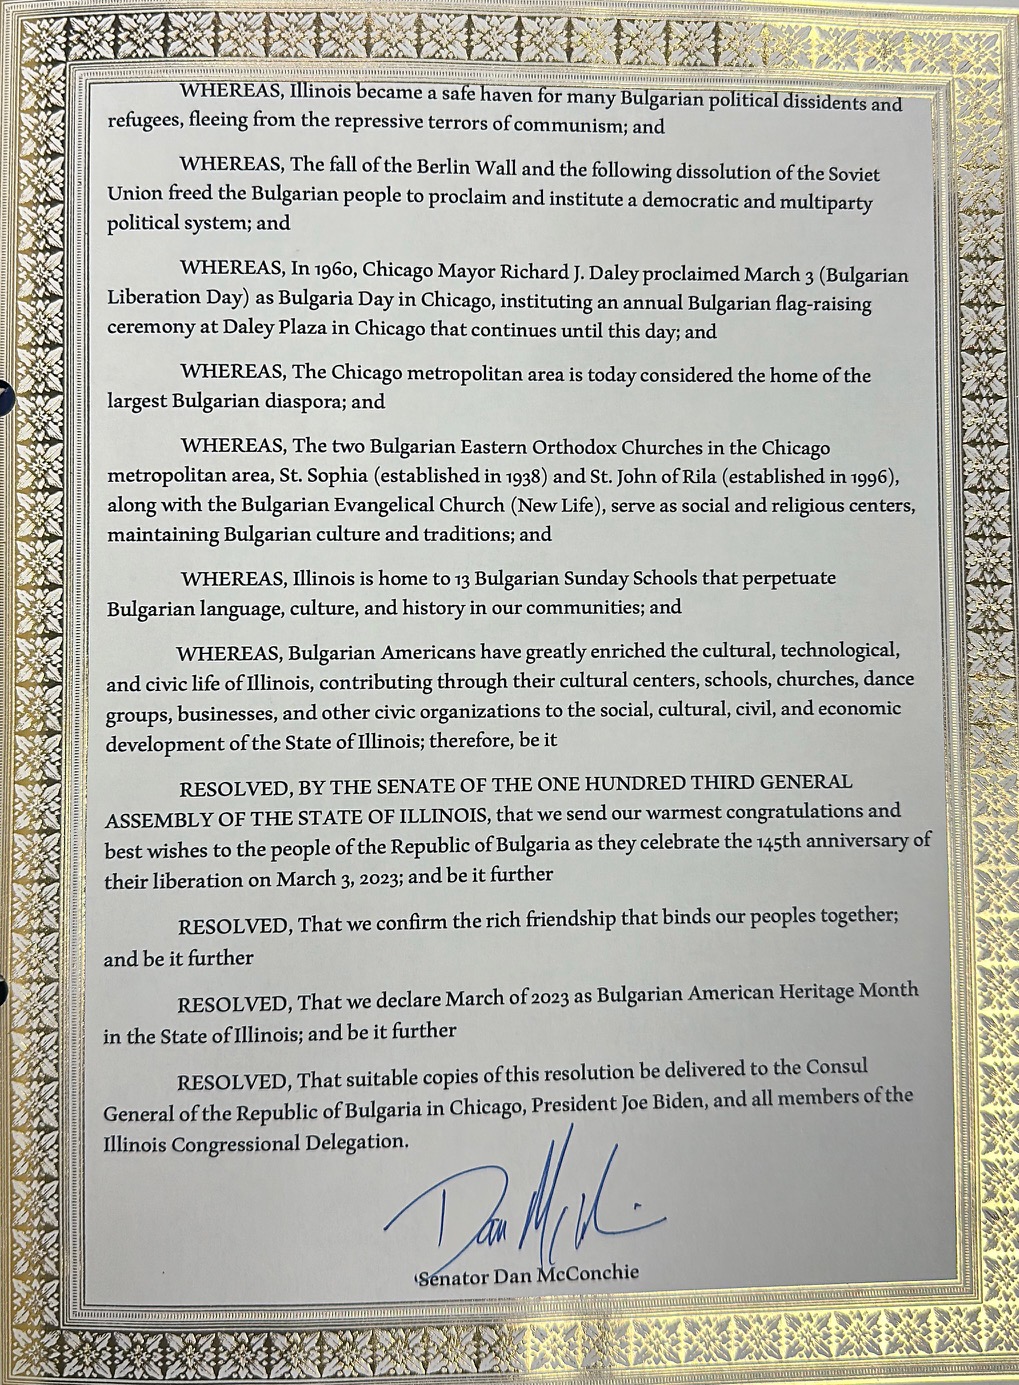 WHEREAS, Illinois became a safe haven for many Bulgarian political dissidents and
refugees, fleeing from the repressive terrors of communism; and
WHEREAS, The fall of the Berlin Wall and the following dissolution of the Soviet
Union freed the Bulgarian people to proclaim and institute a democratic and multiparty
political system; and
WHEREAS, In 1960, Chicago Mayor Richard J. Daley proclaimed March 3 (Bulgarian
Liberation Day) as Bulgaria Day in Chicago, instituting an annual Bulgarian flag-raising
ceremony at Daley Plaza in Chicago that continues until this day; and
WHEREAS, The Chicago metropolitan area is today considered the home of the
largest Bulgarian diaspora; and
WHEREAS, The two Bulgarian Eastern Orthodox Churches in the Chicago
metropolitan area, St. Sophia (established in 1938) and St. John of Rila (established in 1996),
along with the Bulgarian Evangelical Church (New Life), serve as social and religious centers,
maintaining Bulgarian culture and traditions; and
WHEREAS, Illinois is home to 13 Bulgarian Sunday Schools that perpetuate
Bulgarian language, culture, and history in our communities; and
WHEREAS, Bulgarian Americans have greatly enriched the cultural, technological,
and civic life of Illinois, contributing through their cultural centers, schools, churches, dance
groups, businesses, and other civic organizations to the social, cultural, civil, and economic
development of the State of Illinois; therefore, be it
RESOLVED, BY THE SENATE OF THE ONE HUNDRED THIRD GENERAL
ASSEMBLY OF THE STATE OF ILLINOIS, that we send our warmest congratulations and
best wishes to the people of the Republic of Bulgaria as they celebrate the 145th anniversary of
their liberation on March 3, 2023; and be it further
RESOLVED, That we confirm the rich friendship that binds our peoples together;
and be it further
RESOLVED, That we declare March of 2023 as Bulgarian American Heritage Month
in the State of Illinois; and be it further
RESOLVED, That suitable copies of this resolution be delivered to the Consul
General of the Republic of Bulgaria in Chicago, President Joe Biden, and all members of the
Illinois Congressional Delegation.
Senator Dan McConchie